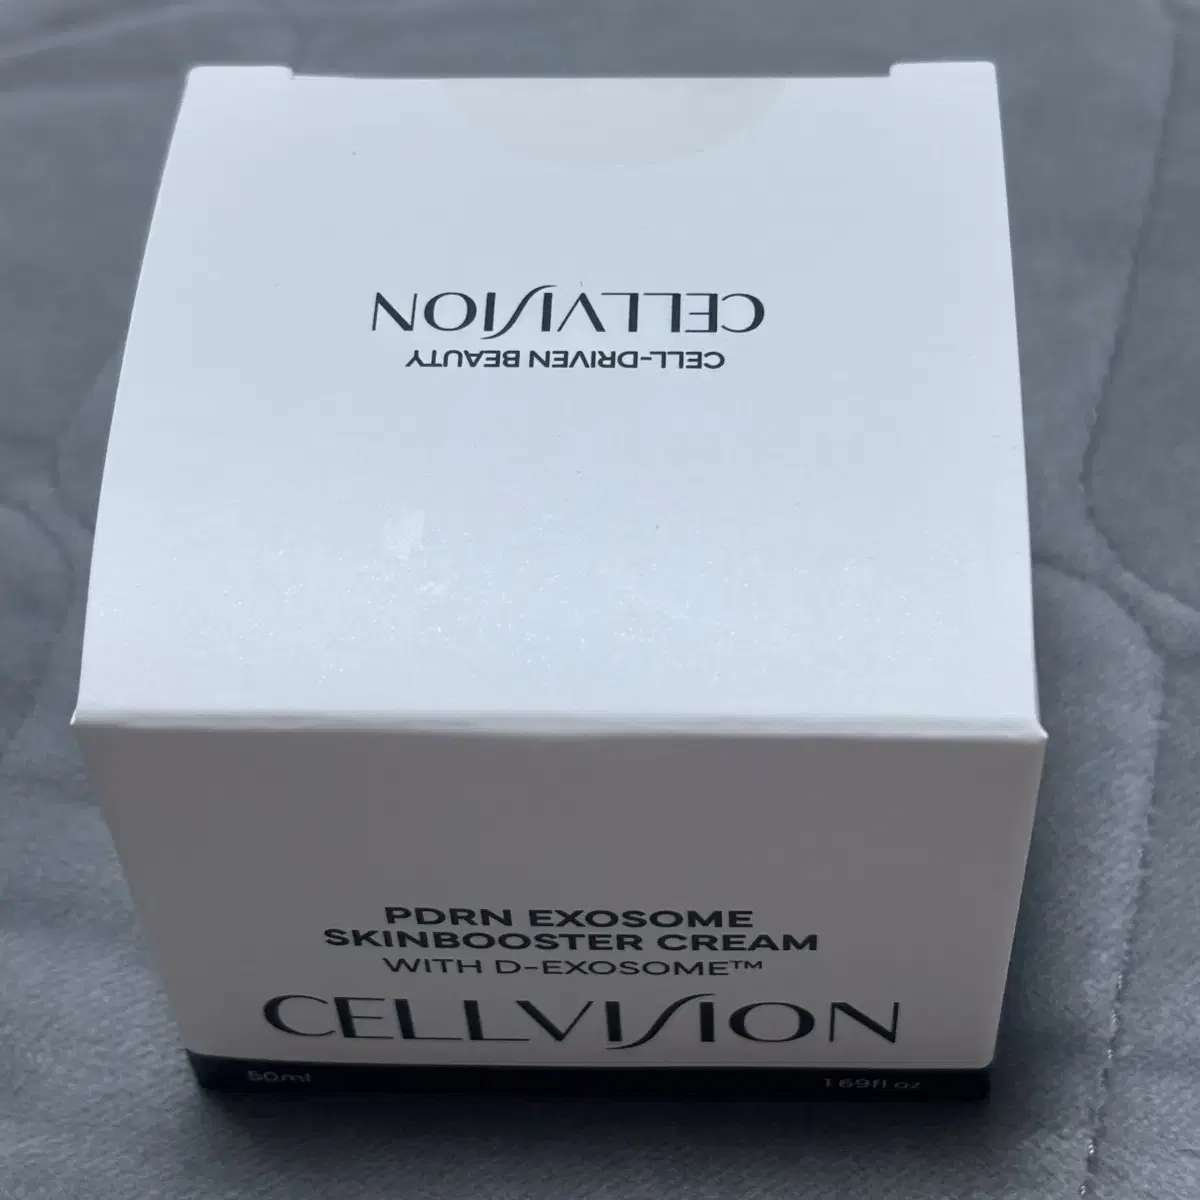 CELLVISION
CELL-DRIVEN BEAUTY
PDRN EXOSOME
SKINBOOSTER CREAM
WITH D-EXOSOME™
CELLVISION
50ml 1.69fl oz